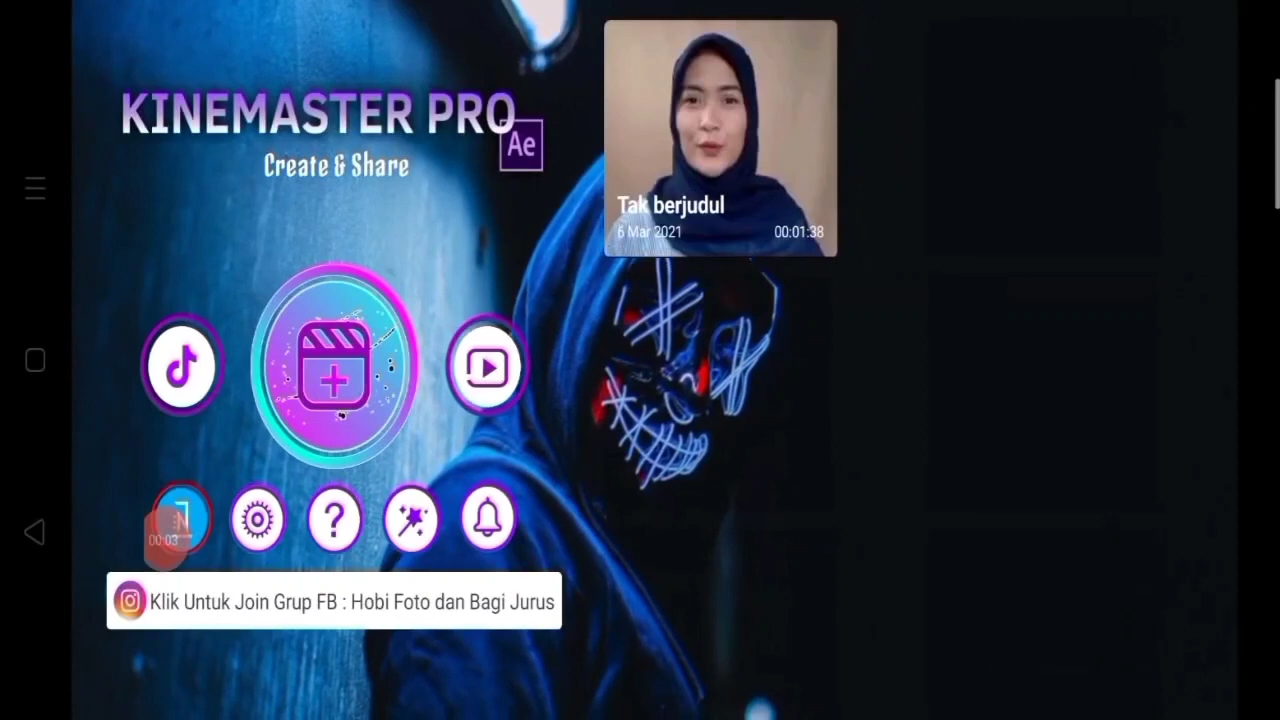 KINEMASTER PRO
Ae
Create & Share
Tak berjudul
6 Mar 2021
00:01:38
00:03
Klik Untuk Join Grup FB : Hobi Foto dan Bagi Jurus